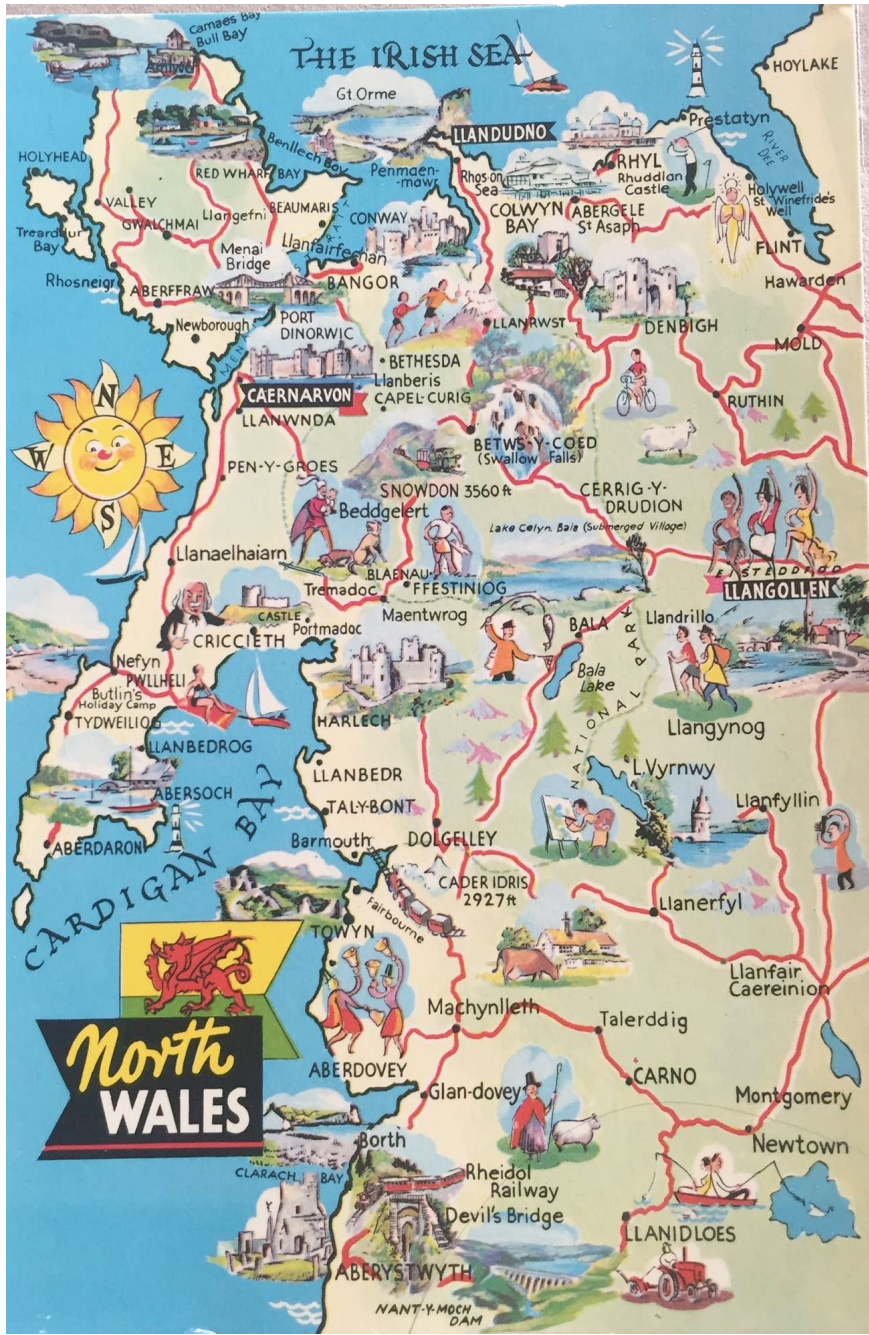 Camaes Bay
Bull Bay
Amlwch
THE IRISH SEA
HOYLAKE
Gt. Orme
LLANDUDNO
Prestatyn
RIVER DEE
Benllech Bay
HOLYHEAD
RED WHARF BAY
Penmaen-
-mawr
Rhos-on
Sea
RHYL
Rhuddlan
Castle
Holywell
St Winefride's
Well
VALLEY
GWALCHMAI
Llangefni
BEAUMARIS
CONWAY
COLWYN
BAY
ABERGELE
St Asaph
Trearddur
Bay
Menai
Bridge
Llanfairfechan
FLINT
Rhosneigr
ABERFFRAW
BANGOR
Hawarden
MENAI
STRAIT
Newborough
PORT
DINORWIC
LLANRWST
DENBIGH
MOLD
BETHESDA
Llanberis
CAPEL-CURIG
CAERNARVON
LLANWNDA
RUTHIN
N
W
E
S
BETWS-Y-COED
(Swallow Falls)
PEN-Y-GROES
SNOWDON 3560 ft
CERRIG-Y-
DRUDION
Beddgelert
Lake Celyn. Bala (Submerged Village)
Llanaelhaiarn
BLAENAU-
FFESTINIOG
Tremadoc
EISTEDDFOD
LLANGOLLEN
CASTLE
CRICCIETH
Portmadoc
Maentwrog
BALA
Llandrillo
Nefyn
PWLLHELI
Butlin's
Holiday Camp
TYDWEILIOG
Bala
Lake
NATIONAL PARK
HARLECH
Llangynog
LLANBEDROG
LLANBEDR
L.Vyrnwy
ABERSOCH
TAL-Y-BONT
Llanfyllin
ABERDARON
Barmouth
DOLGELLEY
CARDIGAN BAY
CADER IDRIS
2927 ft
Fairbourne
Llanerfyl
TOWYN
Llanfair
Caereinion
North
WALES
Machynlleth
Talerddig
ABERDOVEY
Glan-dovey
CARNO
Montgomery
Borth
Newtown
CLARACH BAY
Rheidol
Railway
Devil's Bridge
LLANIDLOES
ABERYSTWYTH
NANT-Y-MOCH
DAM